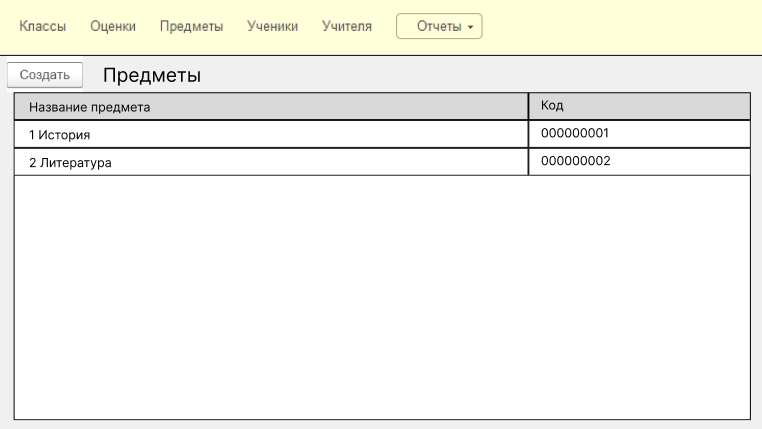 Классы Оценки Предметы Ученики Учителя Отчеты
Создать Предметы
Название предмета Код
1 История 000000001
2 Литература 000000002